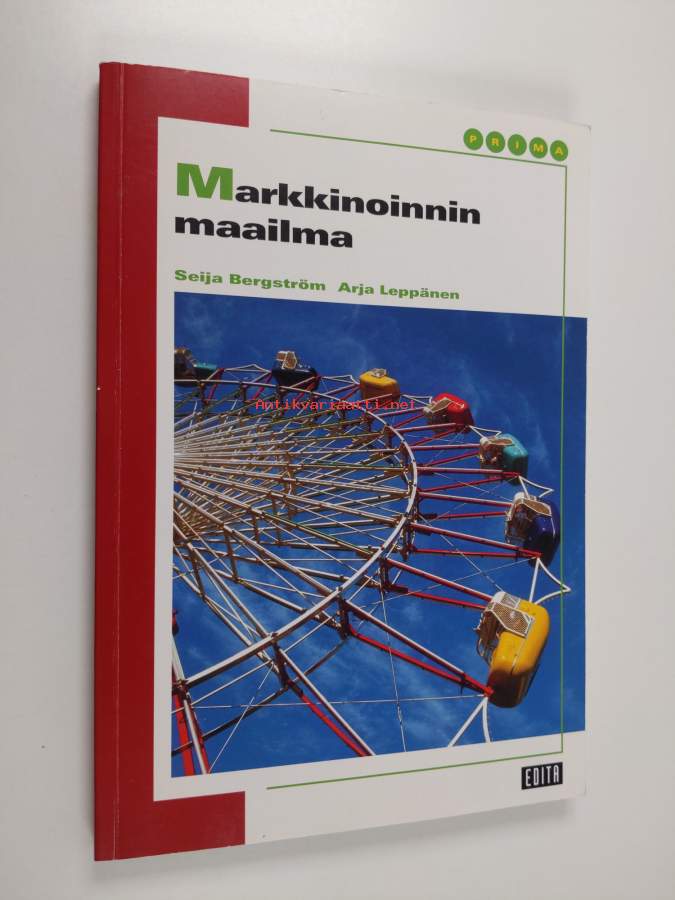 PRIMA
Markkinoinnin
maailma
Seija Bergström Arja Leppänen
Antikvariaatti.net
EDITA